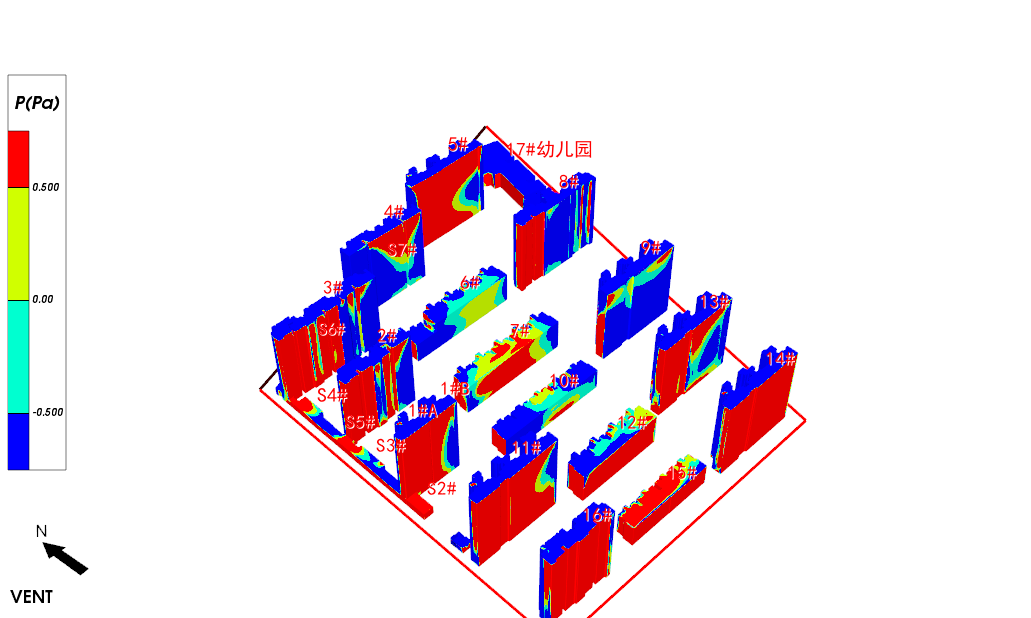 P(Pa)
0.500
0.00
-0.500
N
VENT
5#
17#幼儿园
8#
4#
S7#
9#
3#
6#
13#
S6#
2#
7#
14#
S4#
1#B
10#
1#A
S5#
12#
S3#
11#
15#
S2#
16#